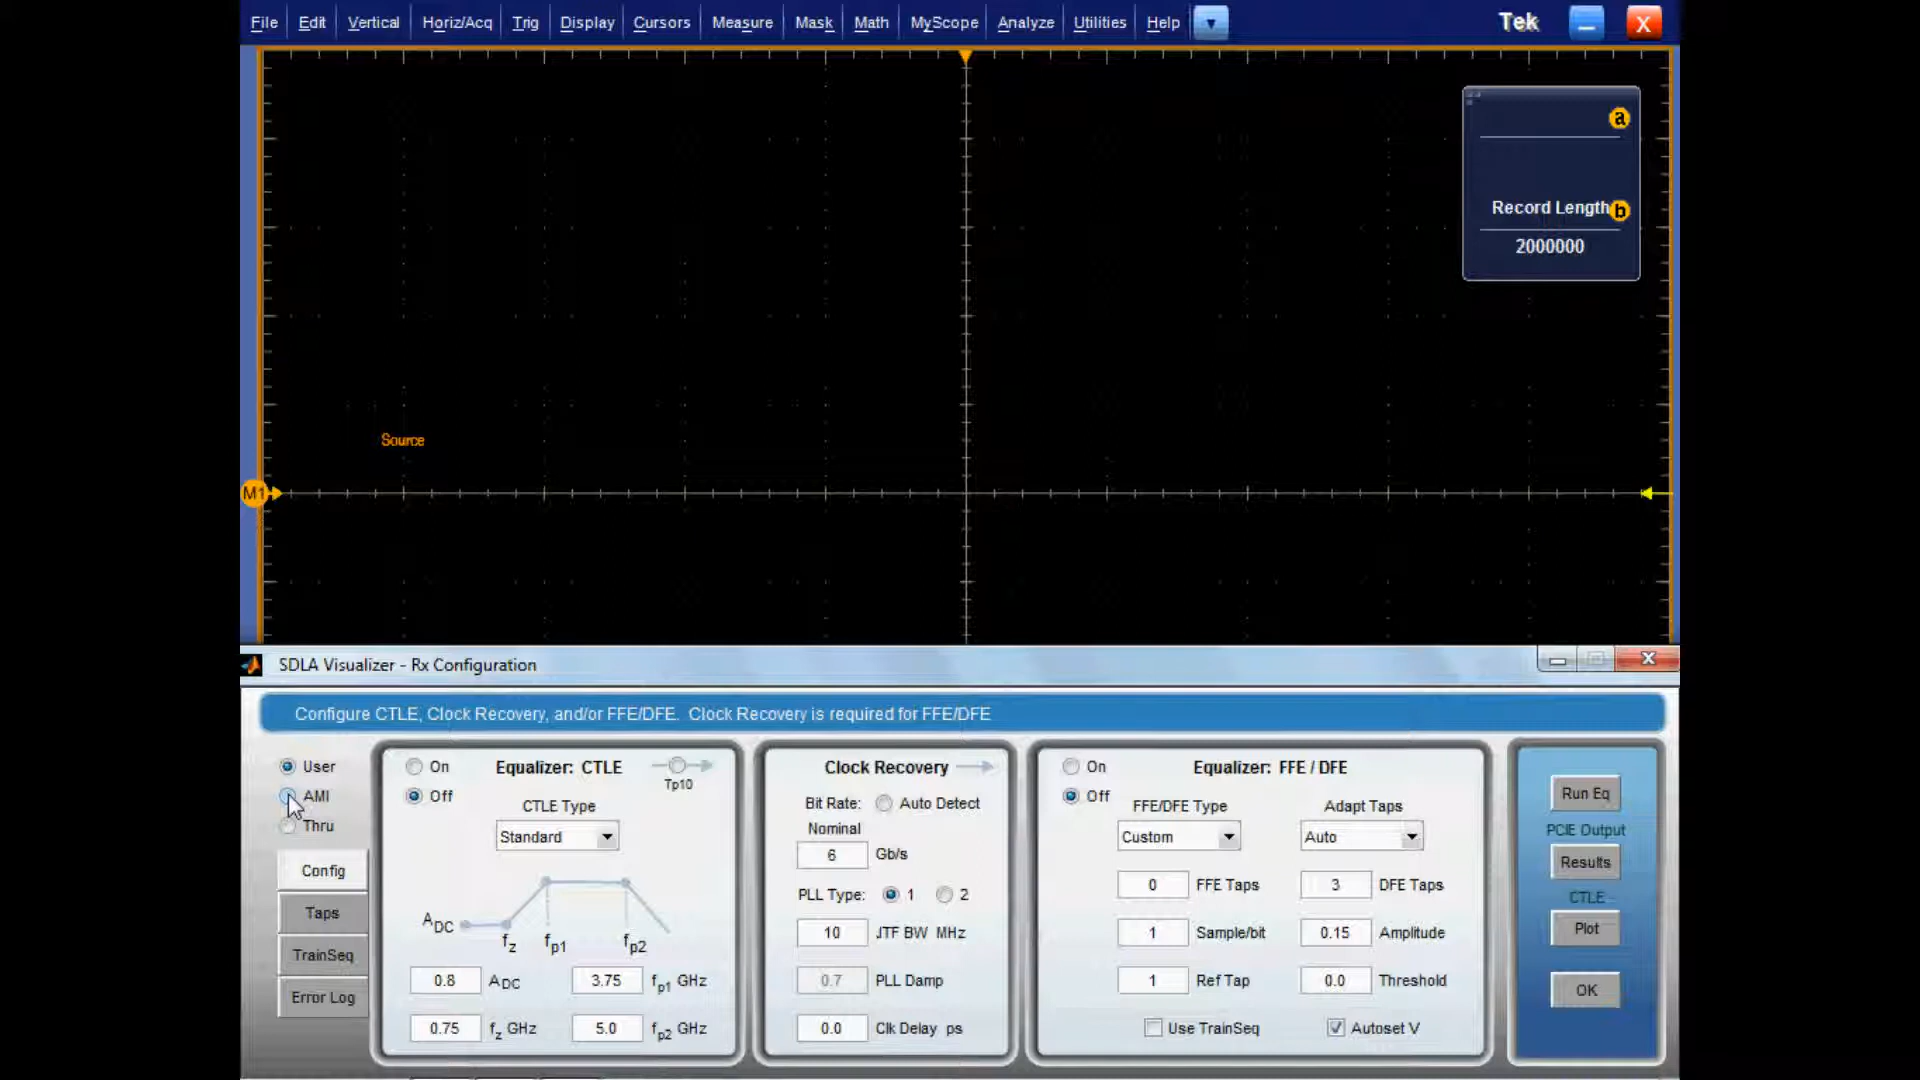 File Edit Vertical Horiz/Acq Trig Display Cursors Measure Mask Math MyScope Analyze Utilities Help Tek X
a
Record Length b
2000000
Source
M1
SDLA Visualizer - Rx Configuration
Configure CTLE, Clock Recovery, and/or FFE/DFE. Clock Recovery is required for FFE/DFE
User
AMI
Thru
Config
Taps
TrainSeq
Error Log
On
Off
Equalizer: CTLE
Tp10
CTLE Type
Standard
ADC
fz fp1 fp2
0.8 ADC 3.75 fp1 GHz
0.75 fz GHz 5.0 fp2 GHz
Clock Recovery
Bit Rate: Auto Detect
Nominal
6 Gb/s
PLL Type: 1 2
10 JTF BW MHz
0.7 PLL Damp
0.0 Clk Delay ps
On
Off
Equalizer: FFE / DFE
FFE/DFE Type Adapt Taps
Custom Auto
0 FFE Taps 3 DFE Taps
1 Sample/bit 0.15 Amplitude
1 Ref Tap 0.0 Threshold
Use TrainSeq Autoset V
Run Eq
PCIE Output
Results
CTLE
Plot
OK